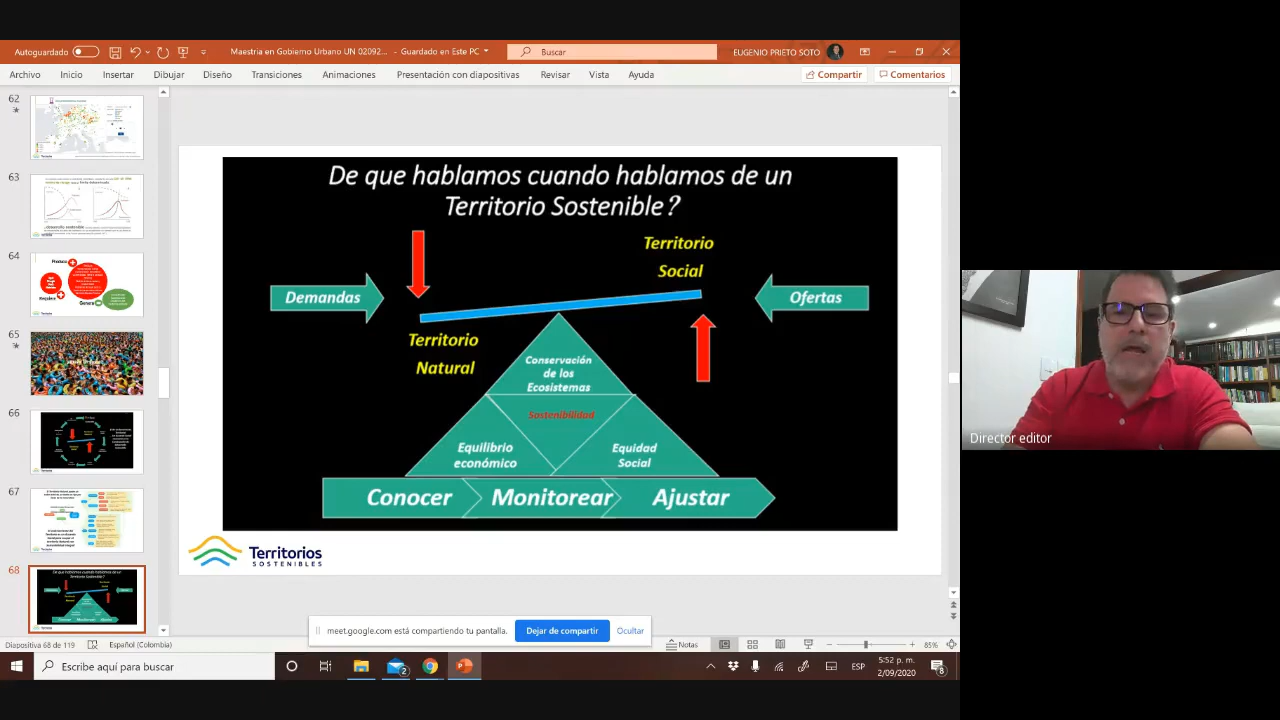 Autoguardado
Maestria en Gobierno Urbano UN 02092... - Guardado en Este PC
Buscar
EUGENIO PRIETO SOTO
Archivo Inicio Insertar Dibujar Diseño Transiciones Animaciones Presentación con diapositivas Revisar Vista Ayuda
Compartir Comentarios
62
63
64
65
66
67
68
De que hablamos cuando hablamos de un
Territorio Sostenible?
Territorio
Social
Demandas
Ofertas
Territorio
Natural
Conservación
de los
Ecosistemas
Sostenibilidad
Equilibrio
económico
Equidad
Social
Conocer Monitorear Ajustar
Territorios
SOSTENIBLES
Director editor
meet.google.com está compartiendo tu pantalla. Dejar de compartir Ocultar
Diapositiva 68 de 119 Español (Colombia) Notas 85%
Escribe aquí para buscar
2
ESP
5:52 p. m.
2/09/2020
8